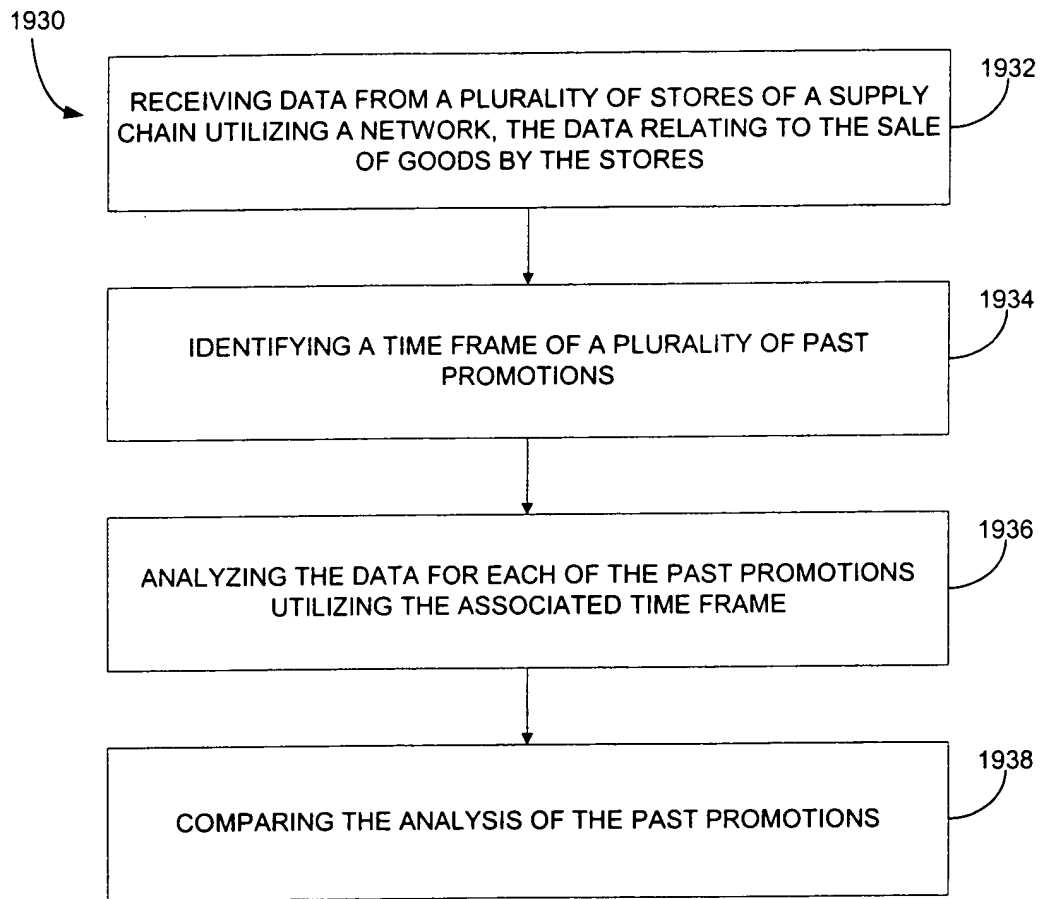 1930
1932
RECEIVING DATA FROM A PLURALITY OF STORES OF A SUPPLY
CHAIN UTILIZING A NETWORK, THE DATA RELATING TO THE SALE
OF GOODS BY THE STORES
1934
IDENTIFYING A TIME FRAME OF A PLURALITY OF PAST
PROMOTIONS
1936
ANALYZING THE DATA FOR EACH OF THE PAST PROMOTIONS
UTILIZING THE ASSOCIATED TIME FRAME
1938
COMPARING THE ANALYSIS OF THE PAST PROMOTIONS